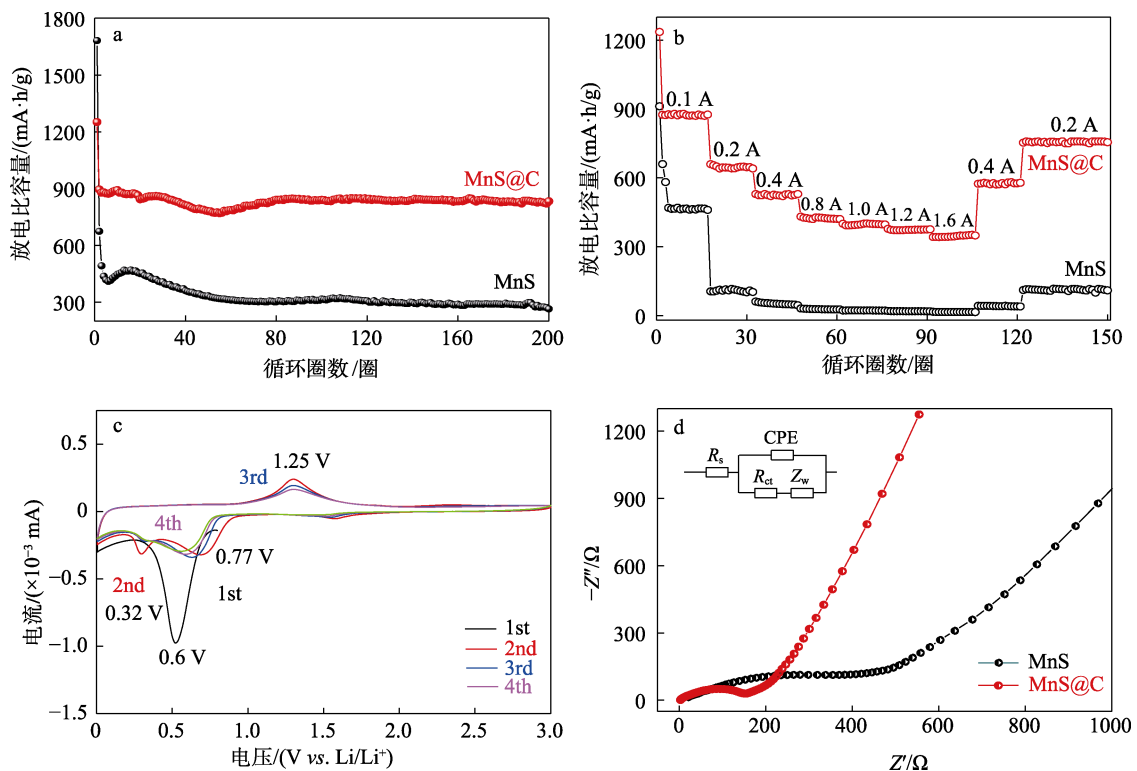 a
1800
1500
1200
900
600
300
放电比容量/(mA·h/g)
MnS@C
MnS
0
40
80
120
160
200
循环圈数/圈
b
1200
900
600
300
0
放电比容量/(mA·h/g)
0.1 A
0.2 A
0.4 A
0.8 A
1.0 A
1.2 A
1.6 A
0.4 A
0.2 A
MnS@C
MnS
0
30
60
90
120
150
循环圈数/圈
c
0.5
0
−0.5
−1.0
−1.5
电流/(×10⁻³ mA)
3rd
1.25 V
4th
2nd
0.32 V
0.6 V
0.77 V
1st
1st
2nd
3rd
4th
0
0.5
1.0
1.5
2.0
2.5
3.0
电压/(V vs. Li/Li⁺)
d
1200
900
600
300
0
−Z″/Ω
Rs
CPE
Rct
Zw
MnS
MnS@C
0
200
400
600
800
1000
Z′/Ω